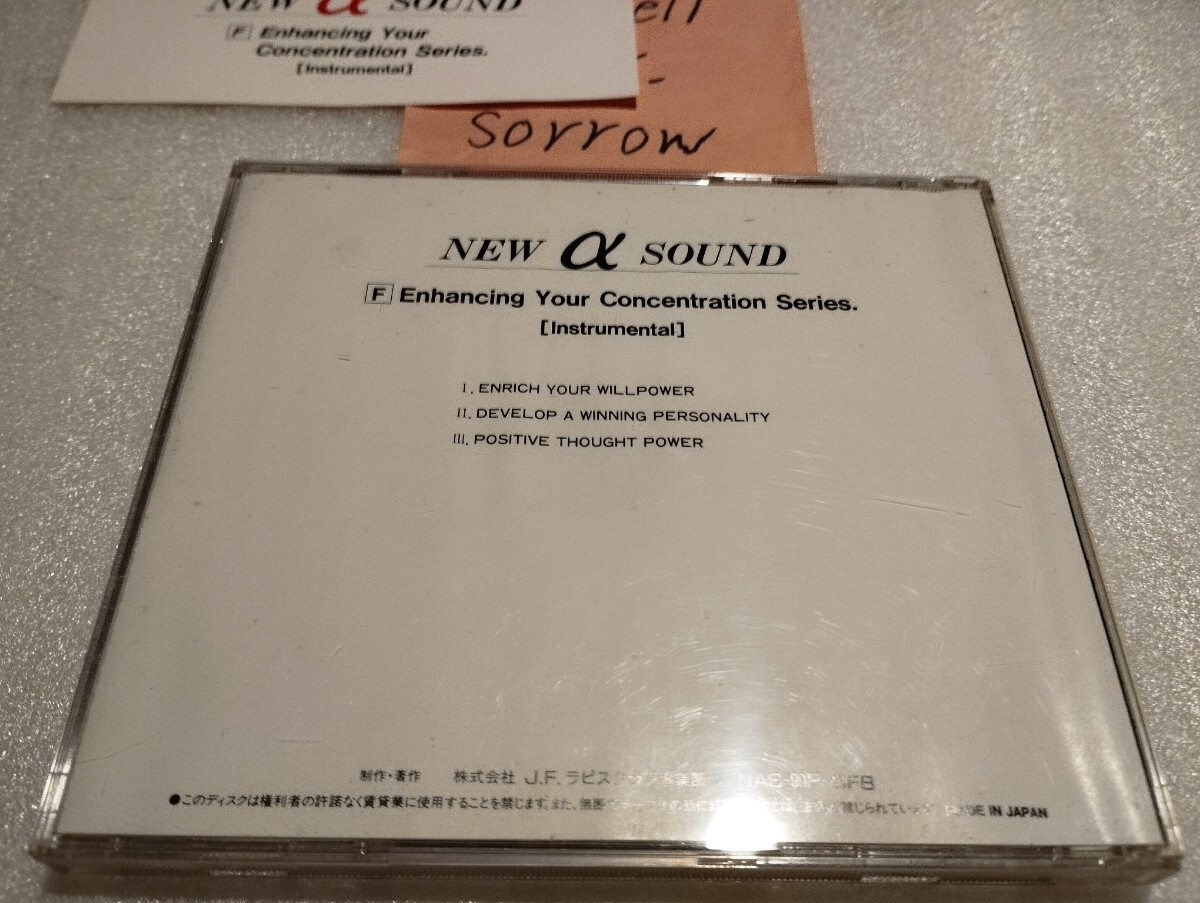 NEW α SOUND
F Enhancing Your
Concentration Series.
[Instrumental]
ell
Sorrow
NEW α SOUND
F Enhancing Your Concentration Series.
[Instrumental]
I. ENRICH YOUR WILLPOWER
II. DEVELOP A WINNING PERSONALITY
III. POSITIVE THOUGHT POWER
制作・著作 株式会社 J.F.ラピス
●このディスクは権利者の許諾なく賃貸業に使用することを禁じます。また、無断 MADE IN JAPAN